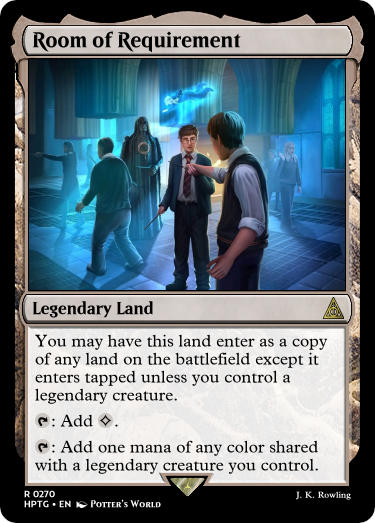 Room of Requirement
Legendary Land
You may have this land enter as a copy
of any land on the battlefield except it
enters tapped unless you control a
legendary creature.
: Add .
: Add one mana of any color shared
with a legendary creature you control.
R 0270
HPTG • EN Potter's World
J. K. Rowling